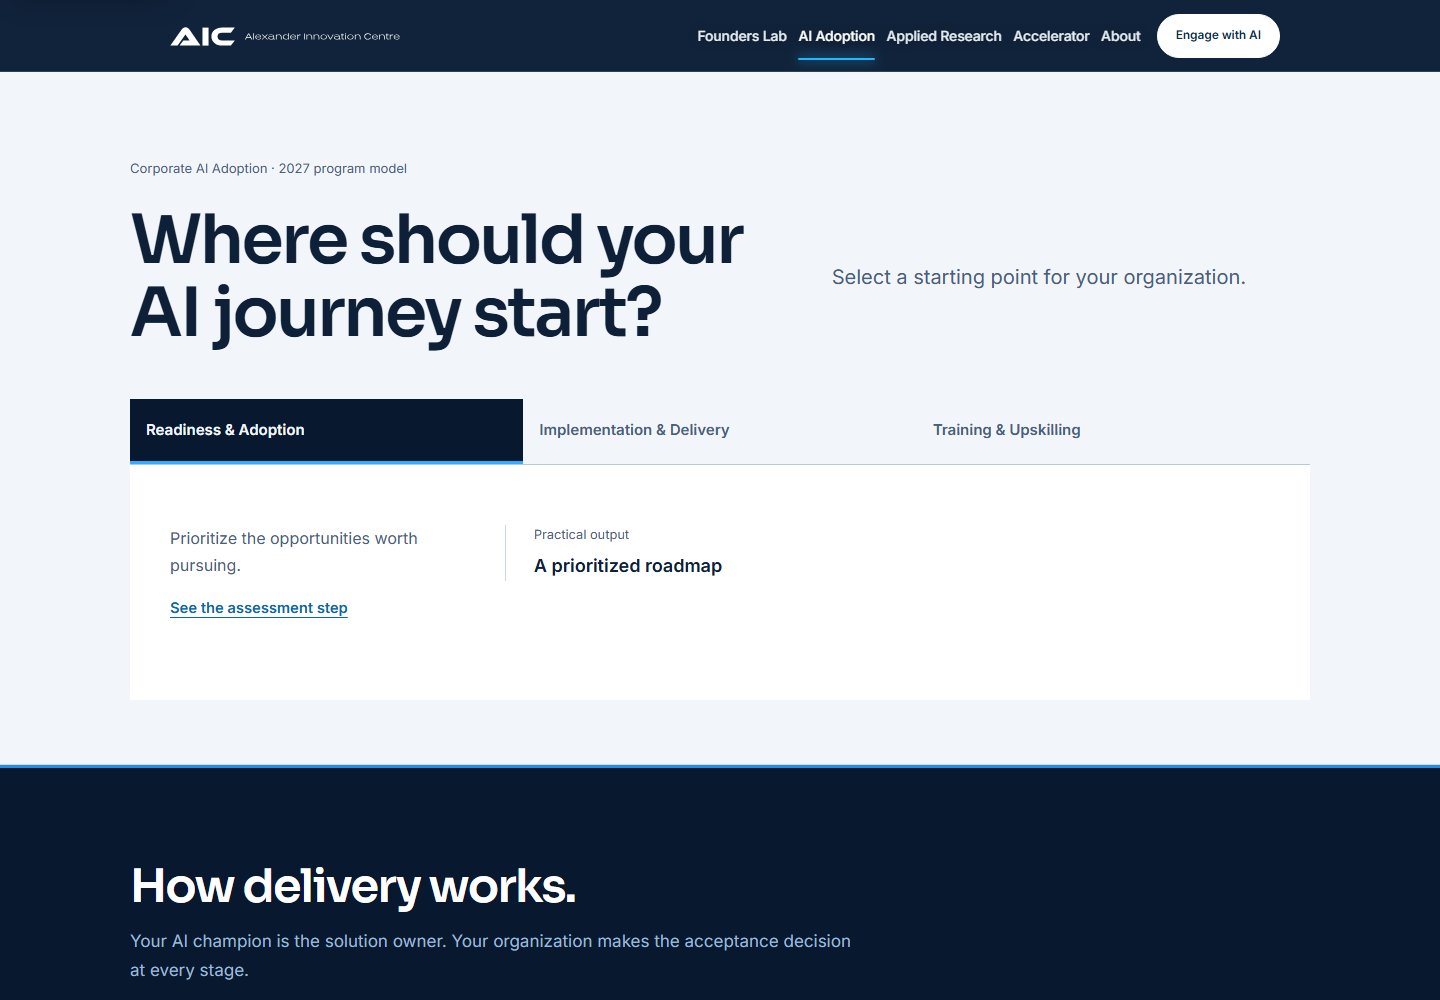 AIC Alexander Innovation Centre
Founders Lab AI Adoption Applied Research Accelerator About Engage with AI
Corporate AI Adoption · 2027 program model
Where should your
AI journey start?
Select a starting point for your organization.
Readiness & Adoption Implementation & Delivery Training & Upskilling
Prioritize the opportunities worth
pursuing.
See the assessment step
Practical output
A prioritized roadmap
How delivery works.
Your AI champion is the solution owner. Your organization makes the acceptance decision
at every stage.